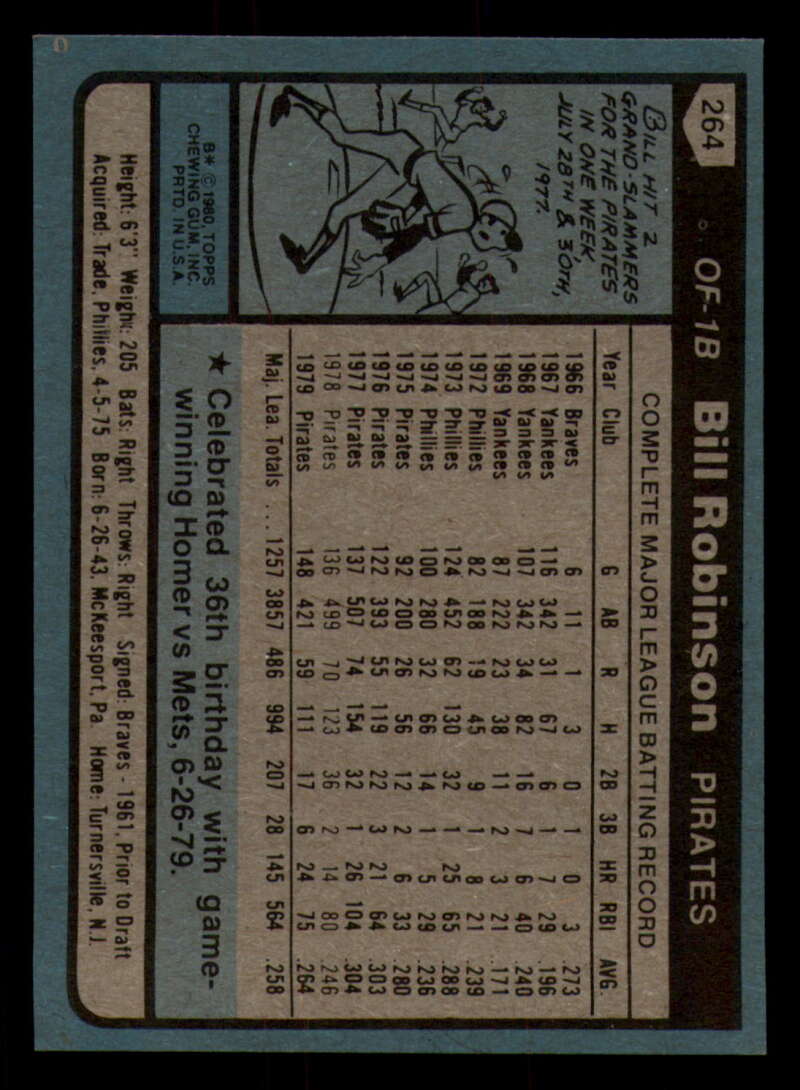 264
OF-1B Bill Robinson PIRATES
BILL HIT 2
GRAND-SLAMMERS
FOR THE PIRATES
IN ONE WEEK,
JULY 28TH & 30TH,
1977.
B* © 1980, TOPPS
CHEWING GUM, INC.
PRTD. IN U.S.A.
COMPLETE MAJOR LEAGUE BATTING RECORD
Year Club G AB R H 2B 3B HR RBI AVG.
1966 Braves 6 11 1 3 0 1 0 3 .273
1967 Yankees 116 342 31 67 6 1 7 29 .196
1968 Yankees 107 342 34 82 16 7 6 40 .240
1969 Yankees 87 222 23 38 11 2 3 21 .171
1972 Phillies 82 188 19 45 9 1 8 21 .239
1973 Phillies 124 452 62 130 32 1 25 65 .288
1974 Phillies 100 280 32 66 14 1 5 29 .236
1975 Pirates 92 200 26 56 12 2 6 33 .280
1976 Pirates 122 393 55 119 22 3 21 64 .303
1977 Pirates 137 507 74 154 32 1 26 104 .304
1978 Pirates 136 499 70 123 36 2 14 80 .246
1979 Pirates 148 421 59 111 17 6 24 75 .264
Maj. Lea. Totals ... 1257 3857 486 994 207 28 145 564 .258
★ Celebrated 36th birthday with game-
winning Homer vs Mets, 6-26-79.
Height: 6'3" Weight: 205 Bats: Right Throws: Right Signed: Braves - 1961, Prior to Draft
Acquired: Trade, Phillies, 4-5-75 Born: 6-26-43, McKeesport, Pa. Home: Turnersville, N.J.